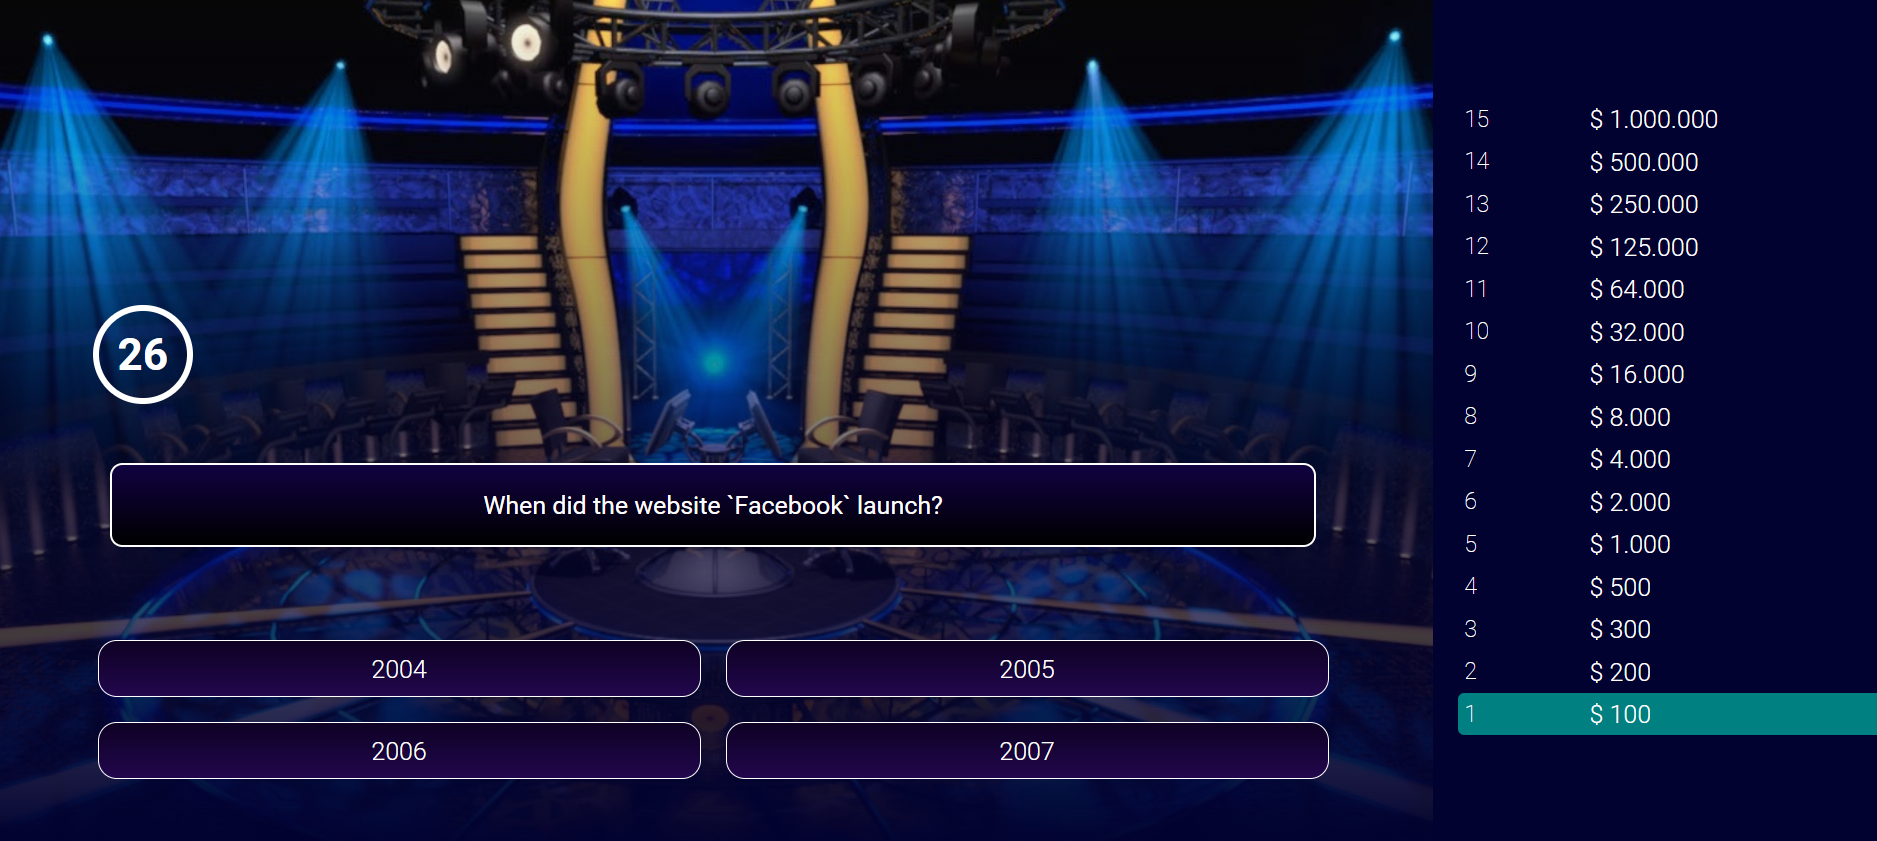 26
When did the website `Facebook` launch?
2004
2005
2006
2007
15 $ 1.000.000
14 $ 500.000
13 $ 250.000
12 $ 125.000
11 $ 64.000
10 $ 32.000
9 $ 16.000
8 $ 8.000
7 $ 4.000
6 $ 2.000
5 $ 1.000
4 $ 500
3 $ 300
2 $ 200
1 $ 100